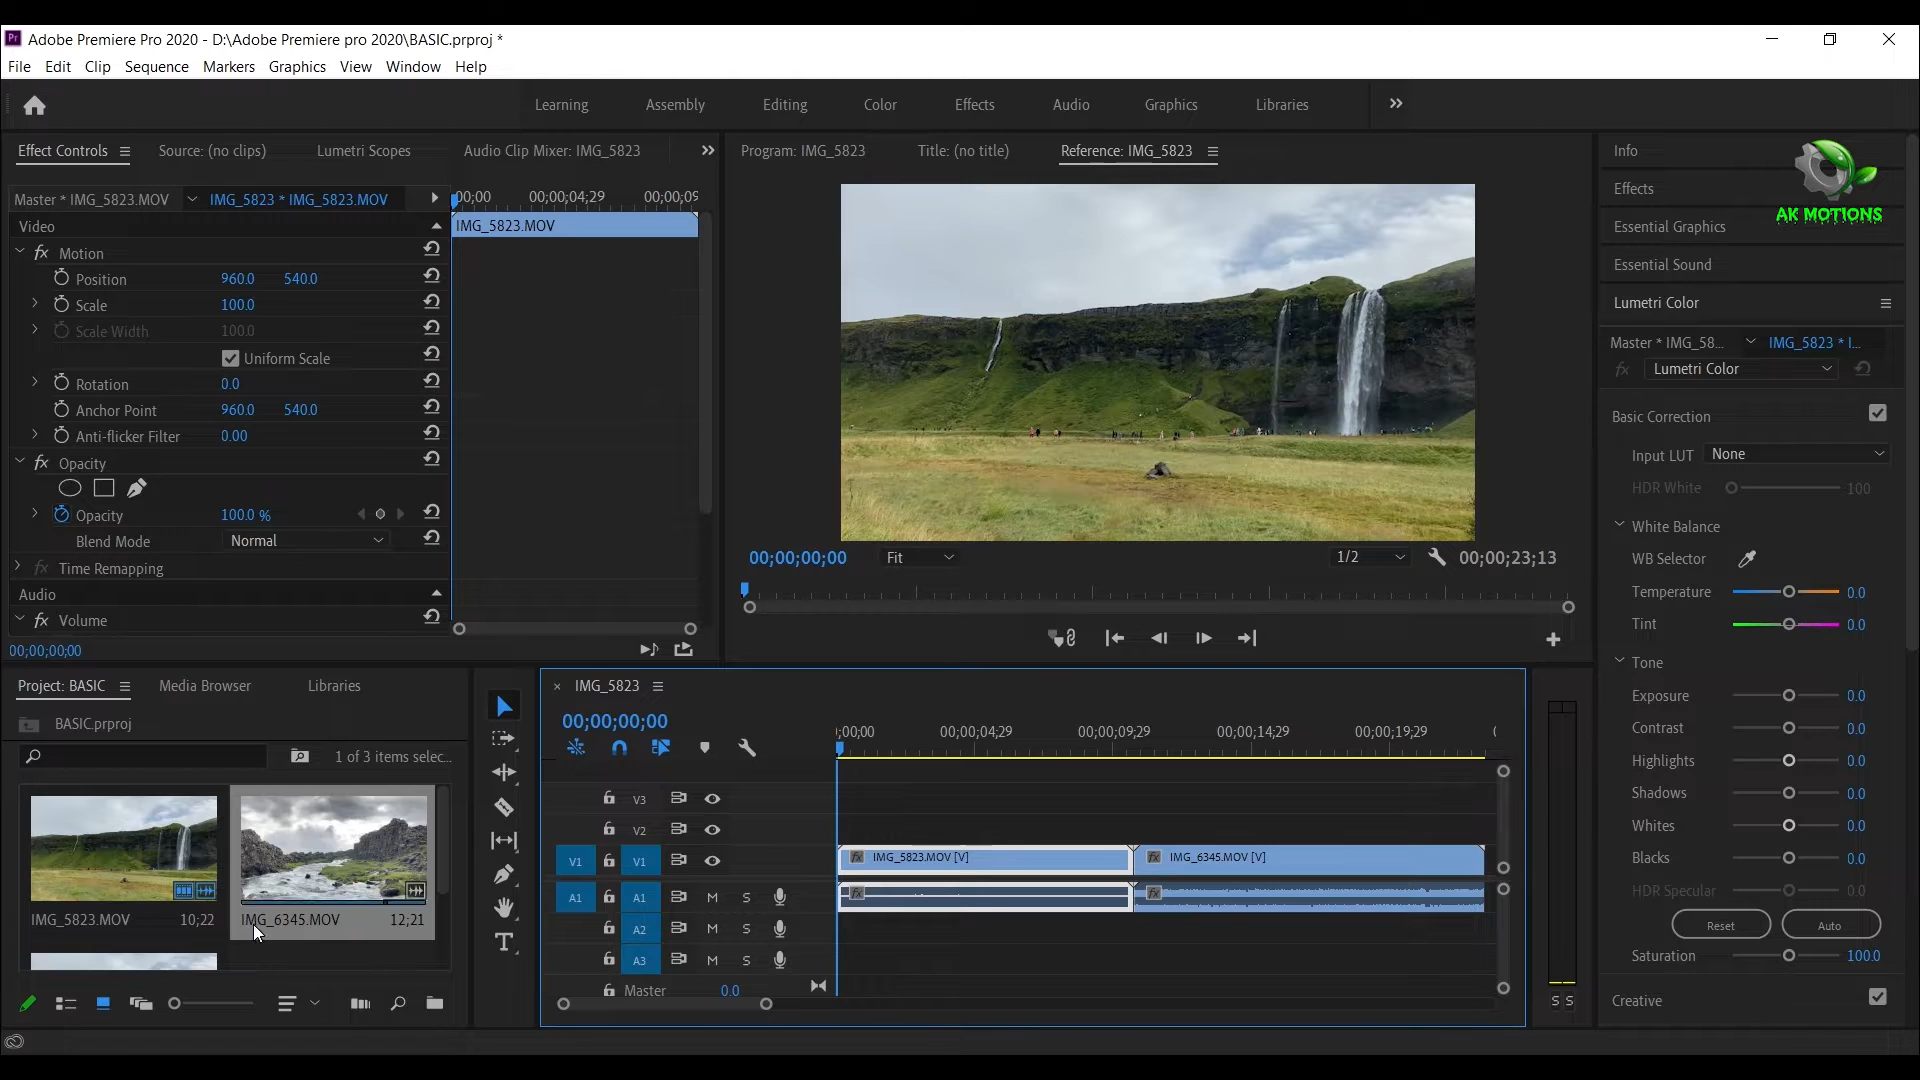 Adobe Premiere Pro 2020 - D:\Adobe Premiere pro 2020\BASIC.prproj *
File Edit Clip Sequence Markers Graphics View Window Help
Learning Assembly Editing Color Effects Audio Graphics Libraries
Effect Controls Source: (no clips) Lumetri Scopes Audio Clip Mixer: IMG_5823
Master * IMG_5823.MOV IMG_5823 * IMG_5823.MOV
;00;00 00;00;04;29 00;00;09
Video
IMG_5823.MOV
fx Motion
Position 960.0 540.0
Scale 100.0
Scale Width 100.0
Uniform Scale
Rotation 0.0
Anchor Point 960.0 540.0
Anti-flicker Filter 0.00
fx Opacity
Opacity 100.0 %
Blend Mode Normal
fx Time Remapping
Audio
fx Volume
00;00;00;00
Program: IMG_5823 Title: (no title) Reference: IMG_5823
00;00;00;00 Fit 1/2 00;00;23;13
Info
Effects
Essential Graphics
Essential Sound
AK MOTIONS
Lumetri Color
Master * IMG_58... IMG_5823 * I...
fx Lumetri Color
Basic Correction
Input LUT None
HDR White 100
White Balance
WB Selector
Temperature 0.0
Tint 0.0
Tone
Exposure 0.0
Contrast 0.0
Highlights 0.0
Shadows 0.0
Whites 0.0
Blacks 0.0
HDR Specular 0.0
Reset Auto
Saturation 100.0
Creative
Project: BASIC Media Browser Libraries
BASIC.prproj
1 of 3 items selec...
IMG_5823.MOV 10;22
IMG_6345.MOV 12;21
T
× IMG_5823
00;00;00;00
;00;00 00;00;04;29 00;00;09;29 00;00;14;29 00;00;19;29
V3
V2
V1 V1 fx IMG_5823.MOV [V] fx IMG_6345.MOV [V]
A1 A1 M S fx fx
A2 M S
A3 M S
Master 0.0
S S